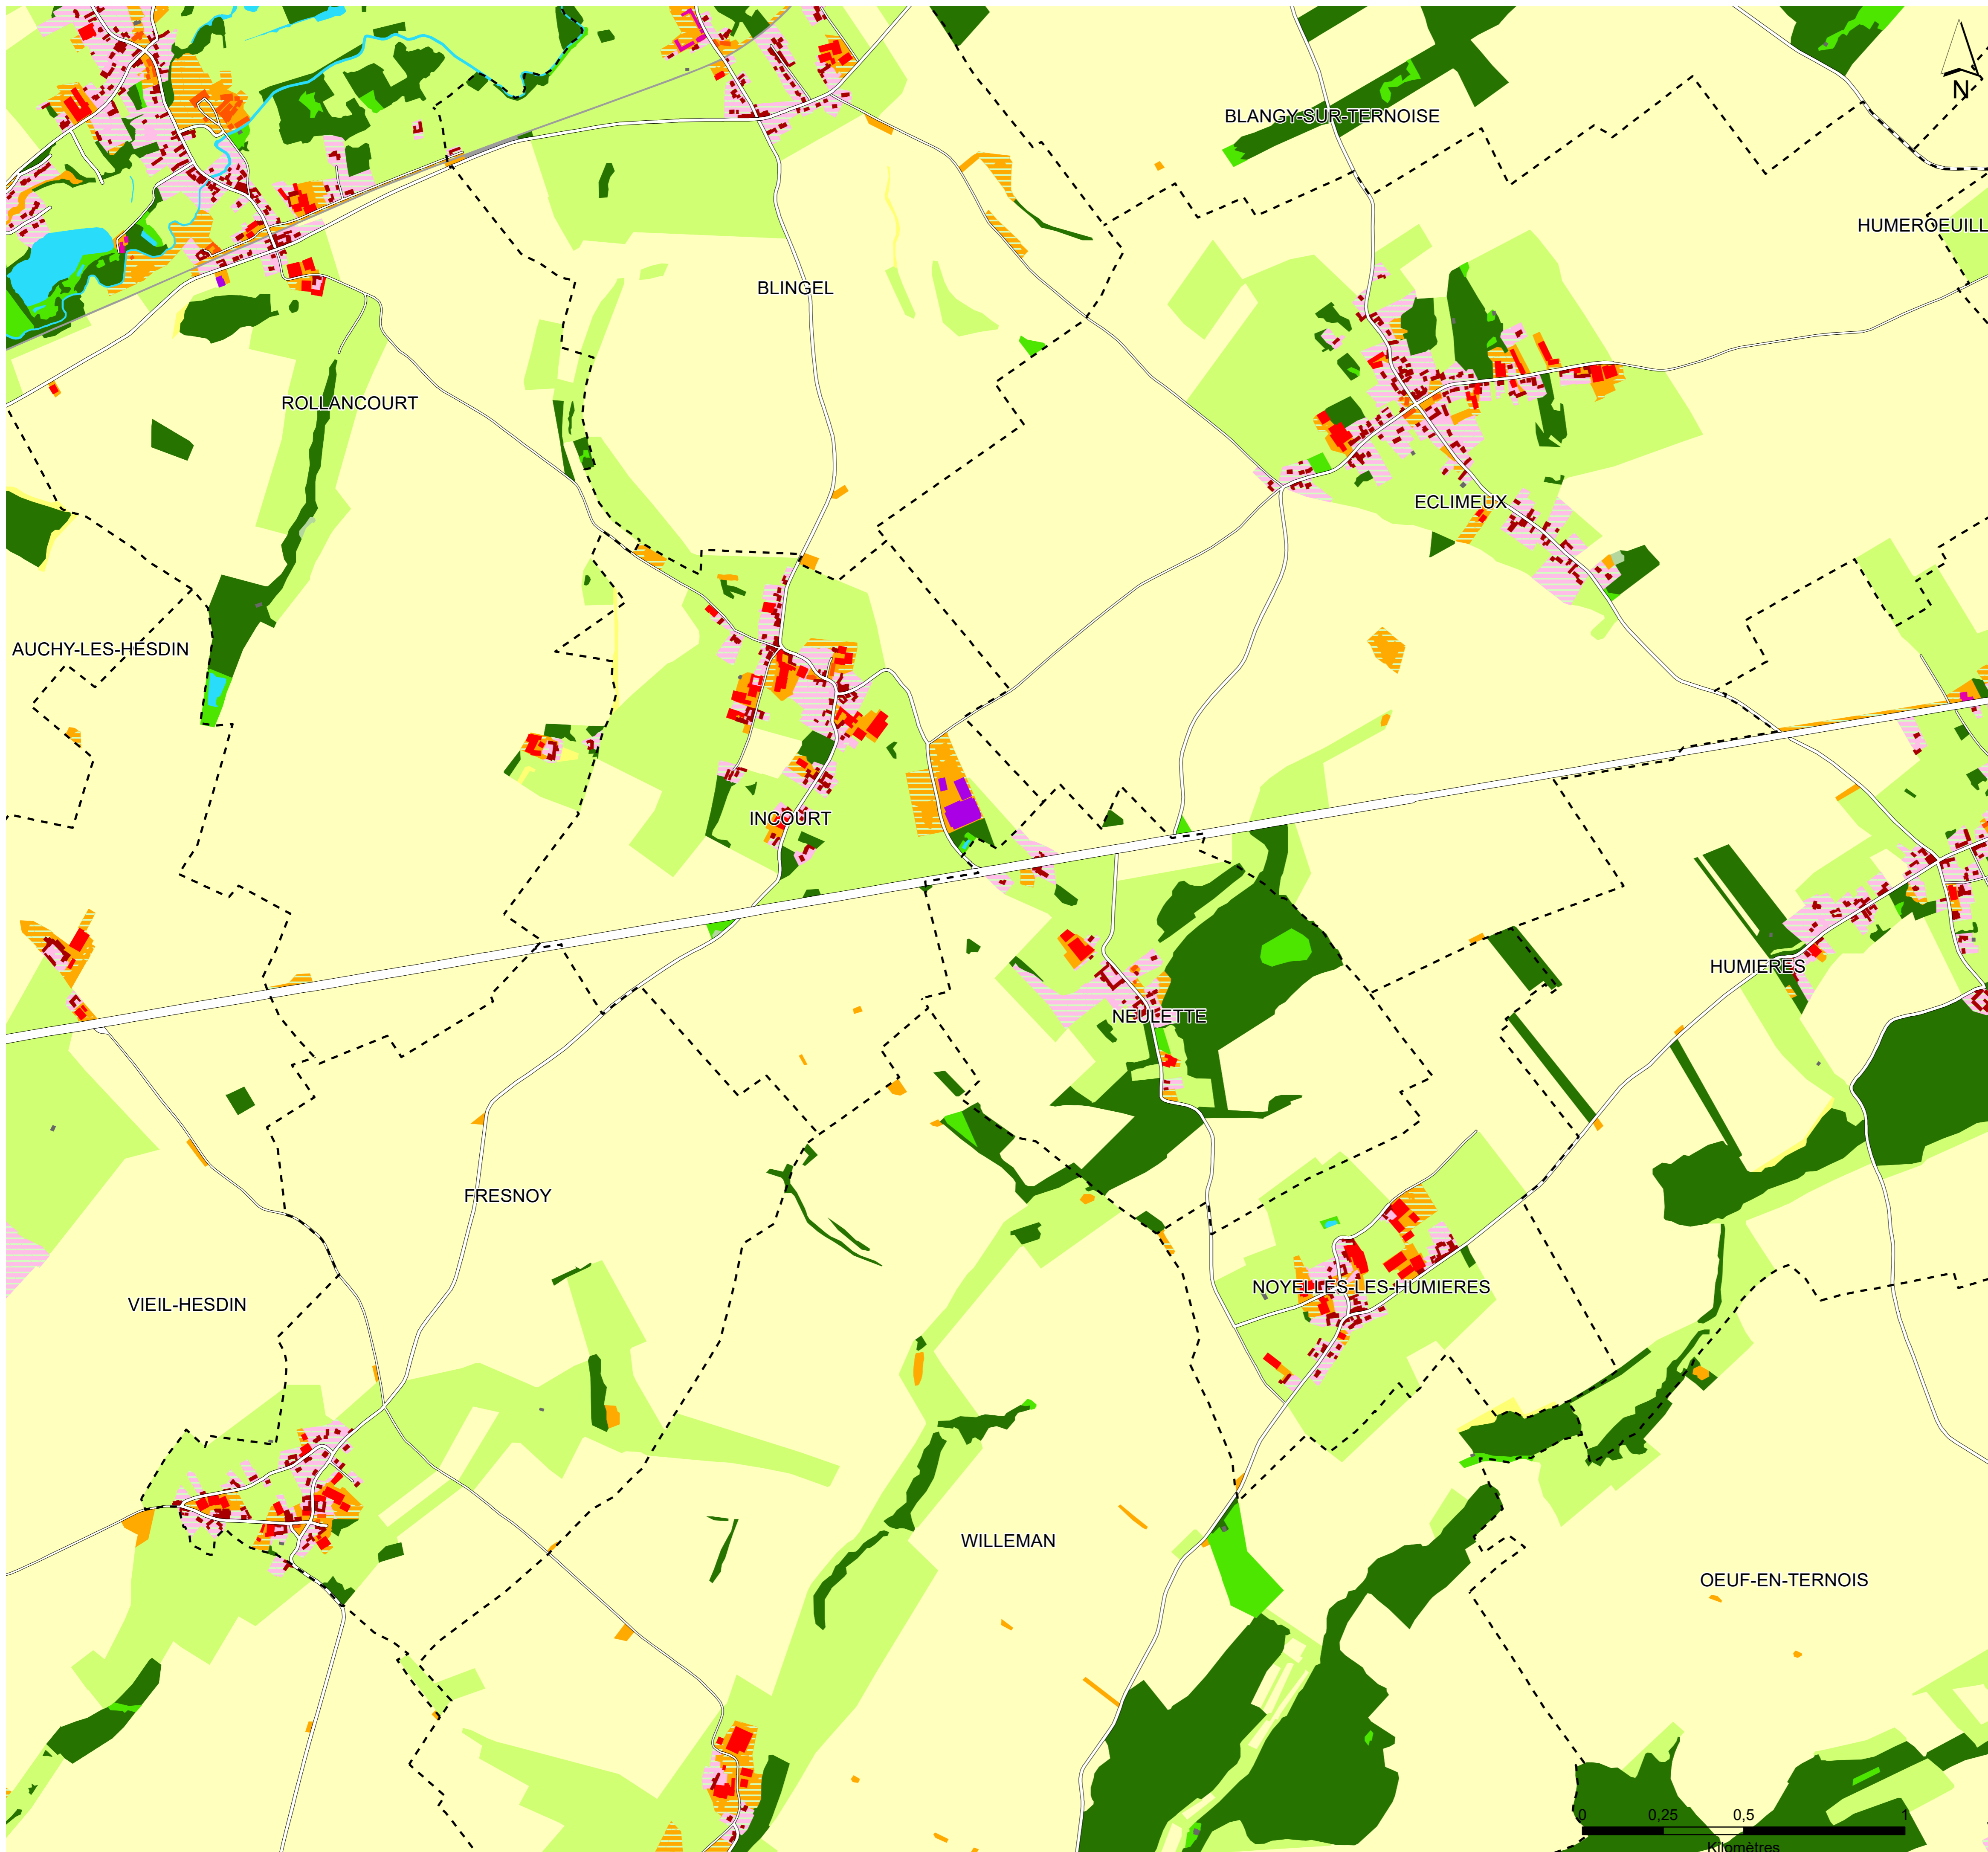 N
BLANGY-SUR-TERNOISE
HUMEROEUILL
BLINGEL
ROLLANCOURT
ECLIMEUX
AUCHY-LES-HESDIN
INCOURT
HUMIERES
NEULETTE
FRESNOY
NOYELLES-LES-HUMIERES
VIEIL-HESDIN
WILLEMAN
OEUF-EN-TERNOIS
0 0,25 0,5 1
Kilomètres